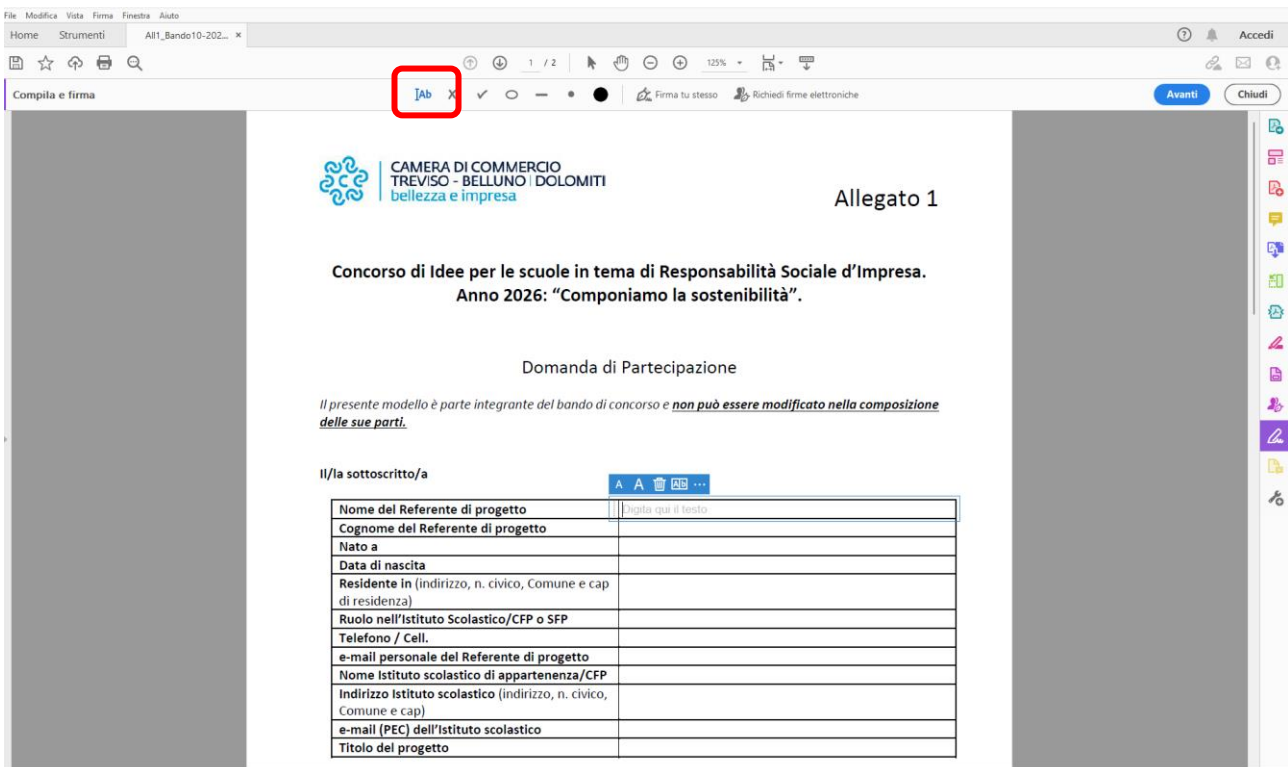 File Modifica Vista Firma Finestra Aiuto
Home Strumenti All1_Bando10-202... × Accedi
1 / 2 125%
Compila e firma IAb X Firma tu stesso Richiedi firme elettroniche Avanti Chiudi
CAMERA DI COMMERCIO
TREVISO - BELLUNO | DOLOMITI
bellezza e impresa
Allegato 1
Concorso di Idee per le scuole in tema di Responsabilità Sociale d’Impresa.
Anno 2026: “Componiamo la sostenibilità”.
Domanda di Partecipazione
Il presente modello è parte integrante del bando di concorso e non può essere modificato nella composizione
delle sue parti.
Il/la sottoscritto/a
A A Ab ...
Nome del Referente di progetto Digita qui il testo
Cognome del Referente di progetto
Nato a
Data di nascita
Residente in (indirizzo, n. civico, Comune e cap
di residenza)
Ruolo nell’Istituto Scolastico/CFP o SFP
Telefono / Cell.
e-mail personale del Referente di progetto
Nome Istituto scolastico di appartenenza/CFP
Indirizzo Istituto scolastico (indirizzo, n. civico,
Comune e cap)
e-mail (PEC) dell’Istituto scolastico
Titolo del progetto